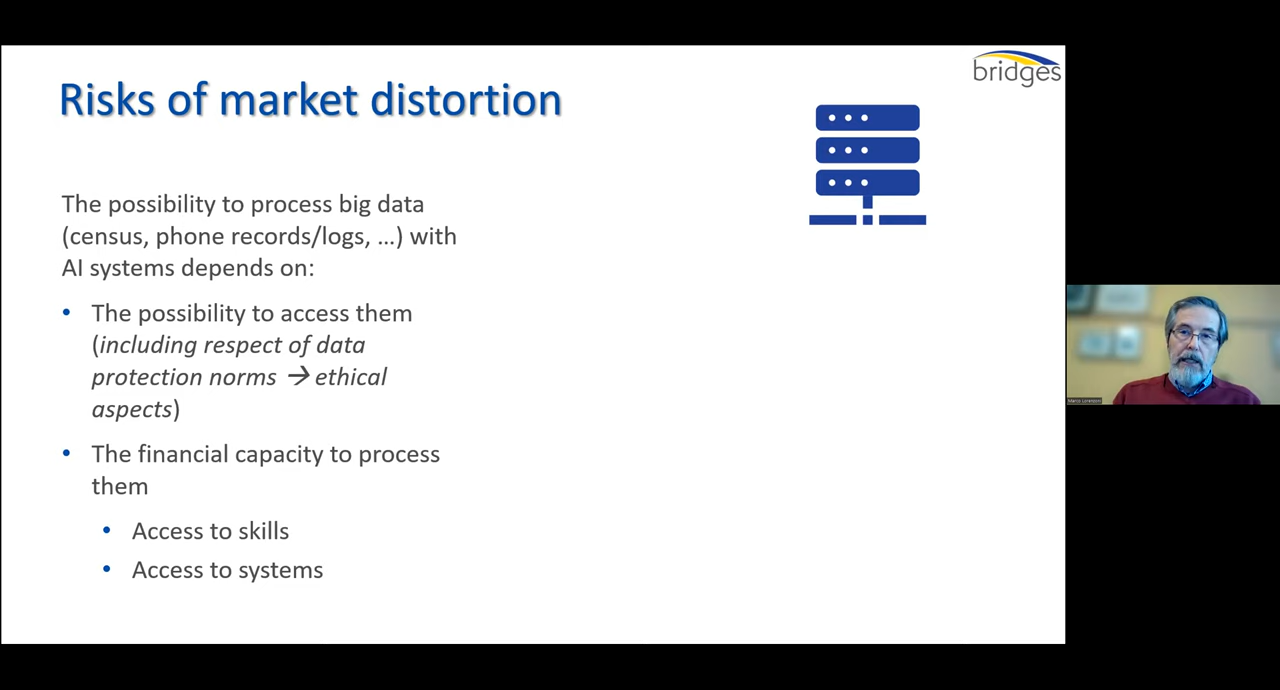 bridges
Risks of market distortion
The possibility to process big data
(census, phone records/logs, ...) with
AI systems depends on:
• The possibility to access them
(including respect of data
protection norms → ethical
aspects)
• The financial capacity to process
them
• Access to skills
• Access to systems
Marco Lorenzoni